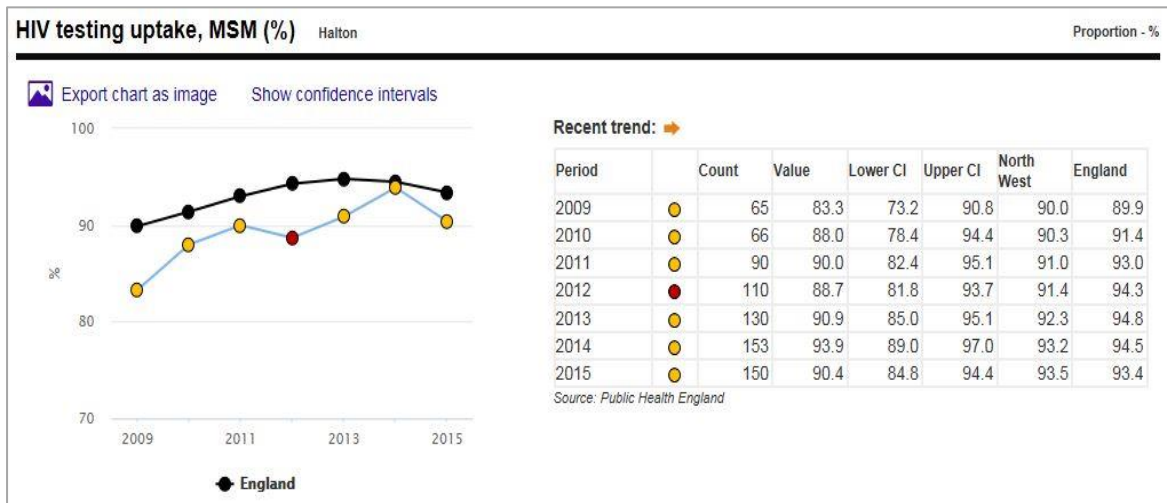 HIV testing uptake, MSM (%) Halton Proportion - %
Export chart as image Show confidence intervals
100
90
80
70
%
2009 2011 2013 2015
England
Recent trend:
Period Count Value Lower CI Upper CI North West England
2009 65 83.3 73.2 90.8 90.0 89.9
2010 66 88.0 78.4 94.4 90.3 91.4
2011 90 90.0 82.4 95.1 91.0 93.0
2012 110 88.7 81.8 93.7 91.4 94.3
2013 130 90.9 85.0 95.1 92.3 94.8
2014 153 93.9 89.0 97.0 93.2 94.5
2015 150 90.4 84.8 94.4 93.5 93.4
Source: Public Health England